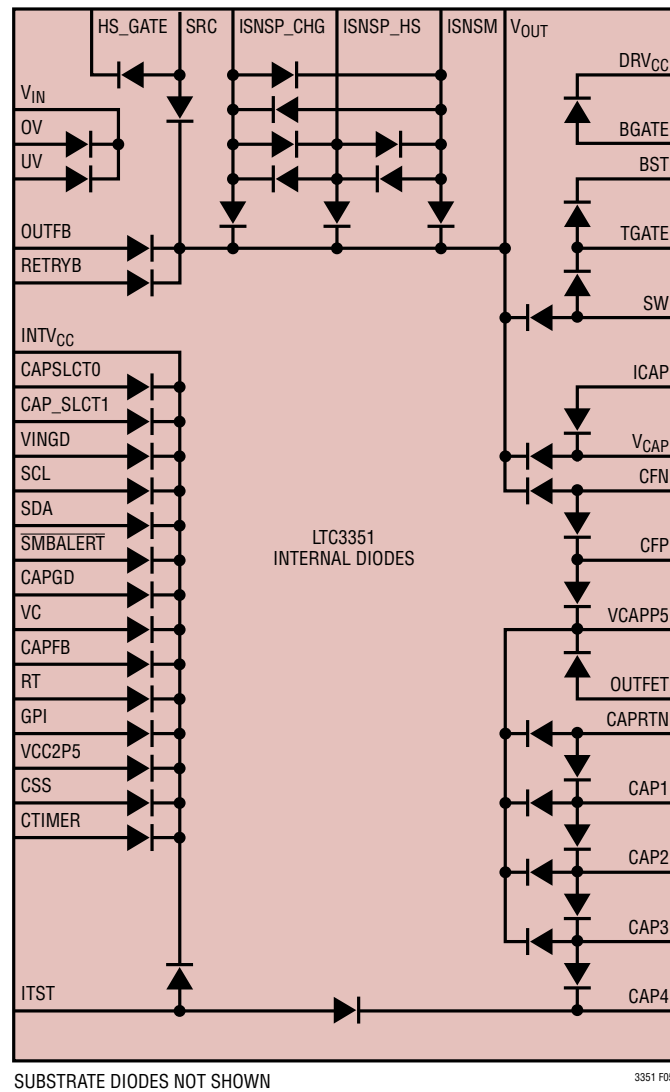 HS_GATE SRC ISNSP_CHG ISNSP_HS ISNSM VOUT
VIN
OV
UV
OUTFB
RETRYB
INTVCC
CAPSLCT0
CAP_SLCT1
VINGD
SCL
SDA
SMBALERT
CAPGD
VC
CAPFB
RT
GPI
VCC2P5
CSS
CTIMER
ITST
LTC3351
INTERNAL DIODES
DRVCC
BGATE
BST
TGATE
SW
ICAP
VCAP
CFN
CFP
VCAPP5
OUTFET
CAPRTN
CAP1
CAP2
CAP3
CAP4
SUBSTRATE DIODES NOT SHOWN
3351